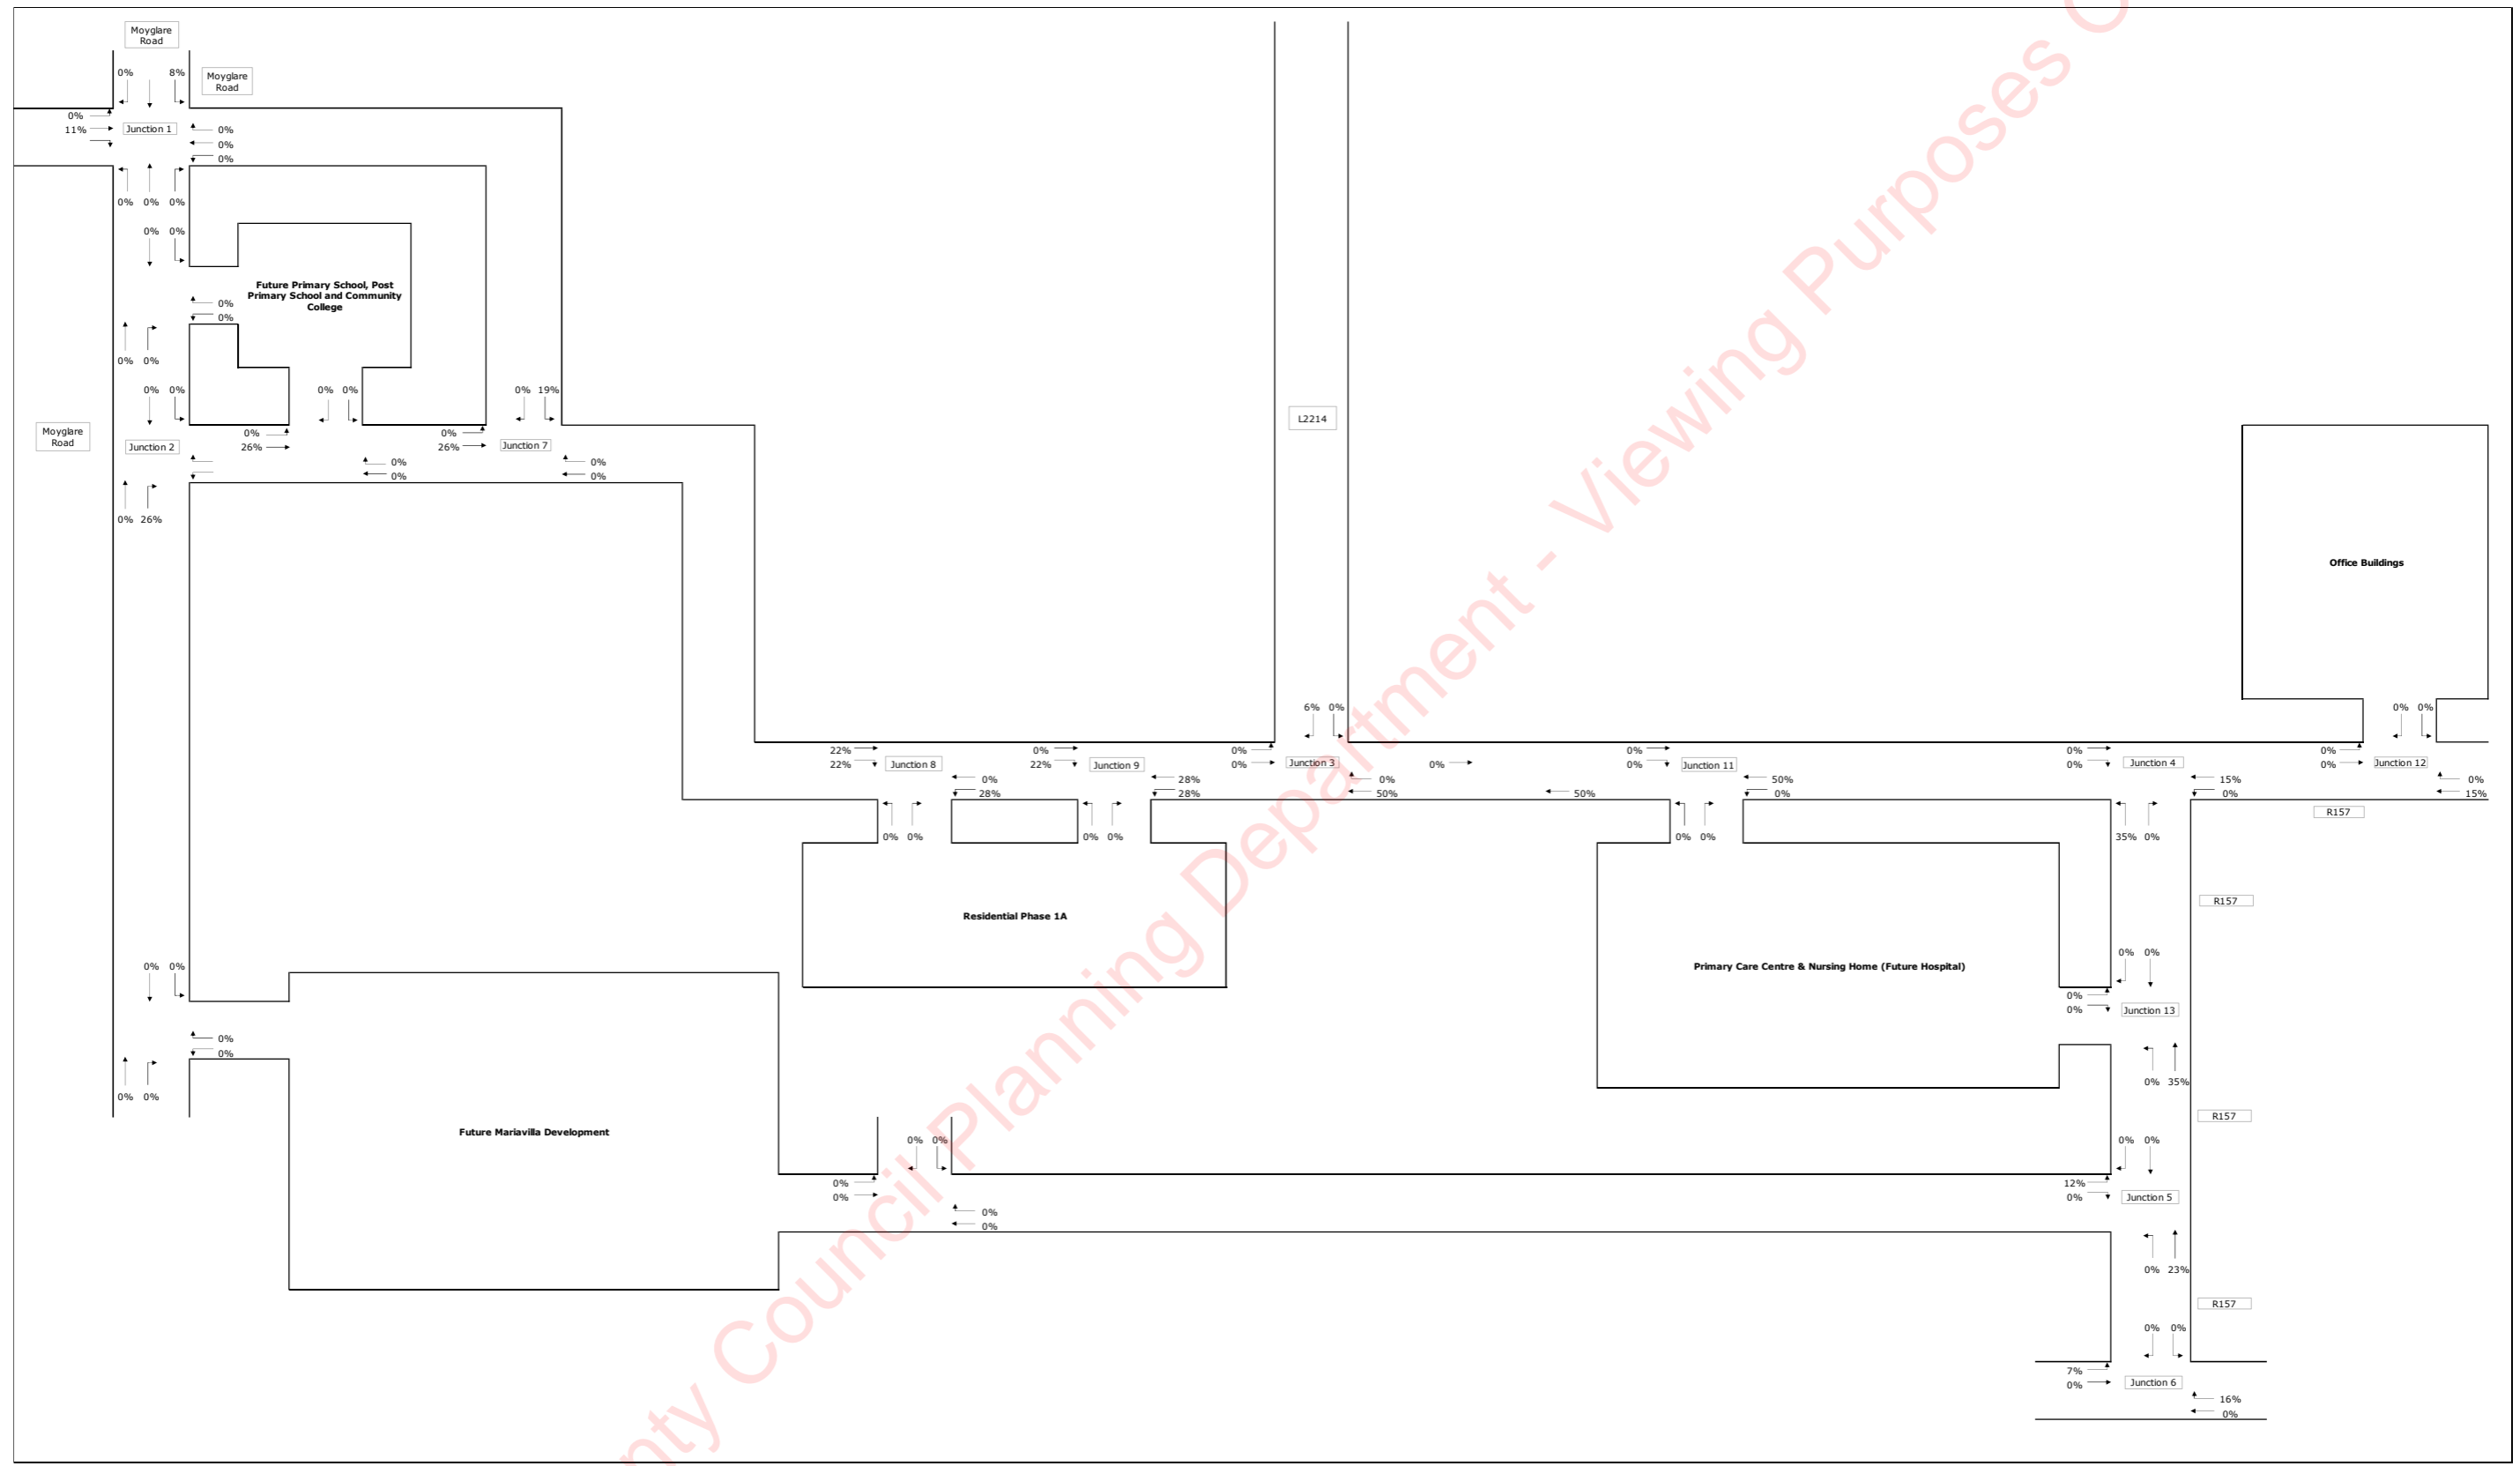 Moyglare
Road
0% 8%
Moyglare
Road
0%
11%
Junction 1
0%
0%
0%
0% 0% 0%
0% 0%
Future Primary School, Post
Primary School and Community
College
0%
0%
0% 0%
0% 0%
0% 0%
0% 19%
Moyglare
Road
Junction 2
0%
26%
0%
26%
Junction 7
0%
0%
0%
0%
0% 26%
L2214
Office Buildings
6% 0%
0% 0%
22%
22%
Junction 8
0%
28%
0%
22%
Junction 9
28%
28%
0%
0%
Junction 3
0%
50%
0%
50%
0%
0%
Junction 11
50%
0%
0%
0%
Junction 4
15%
0%
0%
0%
Junction 12
0%
15%
R157
0% 0%
0% 0%
0% 0%
35% 0%
R157
Residential Phase 1A
Primary Care Centre & Nursing Home (Future Hospital)
0% 0%
0% 0%
0%
0%
Junction 13
0%
0%
0% 0%
0% 35%
R157
Future Mariavilla Development
0% 0%
0% 0%
0%
0%
0%
0%
12%
0%
Junction 5
0% 23%
R157
0% 0%
7%
0%
Junction 6
16%
0%
nty Council Planning Department - Viewing Purposes O